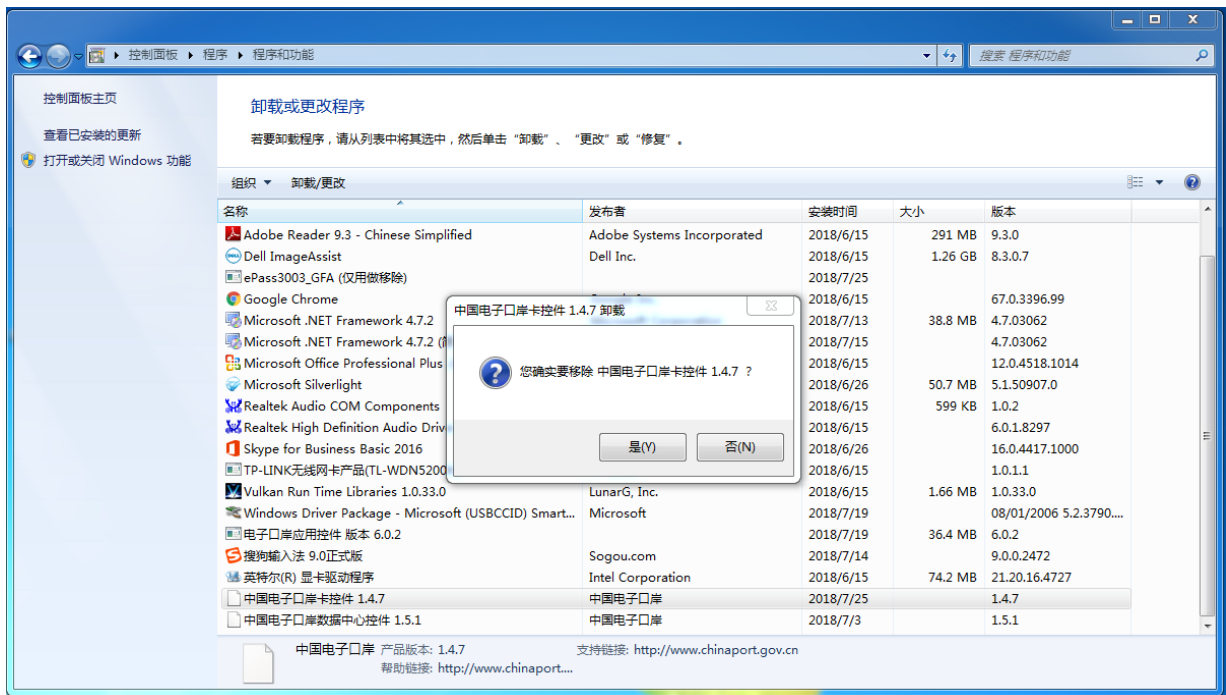 控制面板 程序 程序和功能 搜索 程序和功能
控制面板主页
查看已安装的更新
打开或关闭 Windows 功能
卸载或更改程序
若要卸载程序，请从列表中将其选中，然后单击“卸载”、“更改”或“修复”。
组织 卸载/更改
名称 发布者 安装时间 大小 版本
Adobe Reader 9.3 - Chinese Simplified Adobe Systems Incorporated 2018/6/15 291 MB 9.3.0
Dell ImageAssist Dell Inc. 2018/6/15 1.26 GB 8.3.0.7
ePass3003_GFA (仅用做移除) 2018/7/25
Google Chrome 2018/6/15 67.0.3396.99
Microsoft .NET Framework 4.7.2 2018/7/13 38.8 MB 4.7.03062
Microsoft .NET Framework 4.7.2 ( 2018/7/15 4.7.03062
Microsoft Office Professional Plus 2018/6/15 12.0.4518.1014
Microsoft Silverlight 2018/6/26 50.7 MB 5.1.50907.0
Realtek Audio COM Components 2018/6/15 599 KB 1.0.2
Realtek High Definition Audio Driv 2018/6/15 6.0.1.8297
Skype for Business Basic 2016 2018/6/26 16.0.4417.1000
TP-LINK无线网卡产品(TL-WDN5200 2018/6/15 1.0.1.1
Vulkan Run Time Libraries 1.0.33.0 LunarG, Inc. 2018/6/15 1.66 MB 1.0.33.0
Windows Driver Package - Microsoft (USBCCID) Smart... Microsoft 2018/7/19 08/01/2006 5.2.3790....
电子口岸应用控件 版本 6.0.2 2018/7/19 36.4 MB 6.0.2
搜狗输入法 9.0正式版 Sogou.com 2018/7/14 9.0.0.2472
英特尔(R) 显卡驱动程序 Intel Corporation 2018/6/15 74.2 MB 21.20.16.4727
中国电子口岸卡控件 1.4.7 中国电子口岸 2018/7/25 1.4.7
中国电子口岸数据中心控件 1.5.1 中国电子口岸 2018/7/3 1.5.1
中国电子口岸卡控件 1.4.7 卸载
您确实要移除 中国电子口岸卡控件 1.4.7 ？
是(Y) 否(N)
中国电子口岸 产品版本: 1.4.7 支持链接: http://www.chinaport.gov.cn
帮助链接: http://www.chinaport....